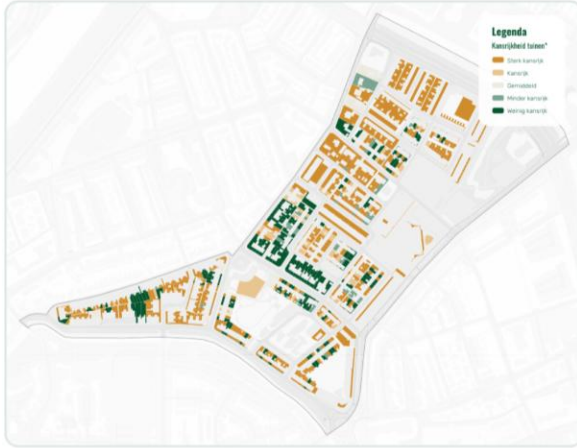 Legenda
Kansrijkheid tuinen*
Sterk kansrijk
Kansrijk
Gemiddeld
Minder kansrijk
Weinig kansrijk